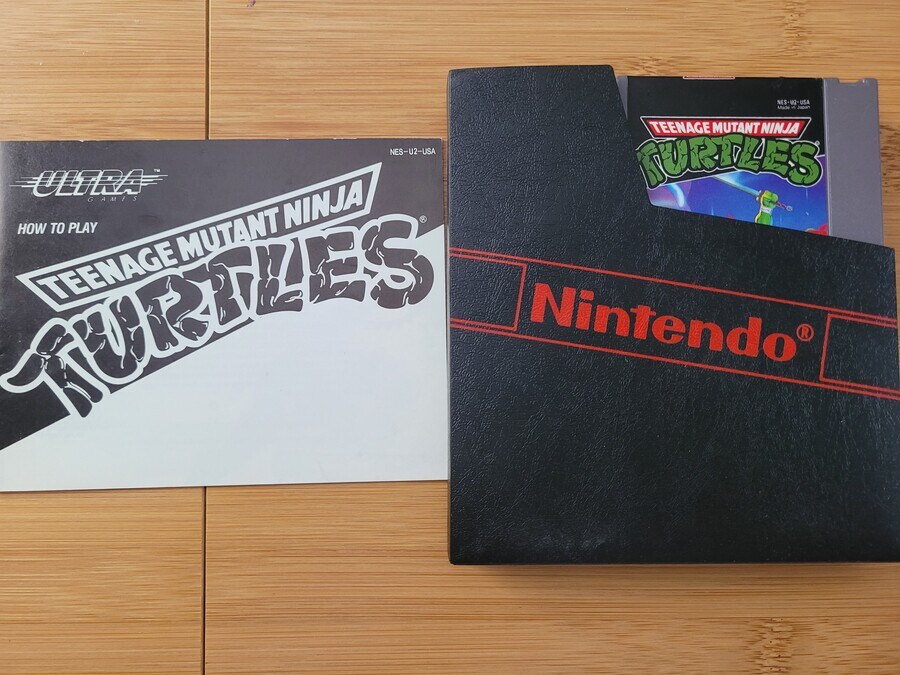 NES-U2-USA
ULTRA™
GAMES
HOW TO PLAY
TEENAGE MUTANT NINJA
TURTLES®
NES-U2-USA
Made in Japan
TEENAGE MUTANT NINJA
TURTLES
Nintendo®